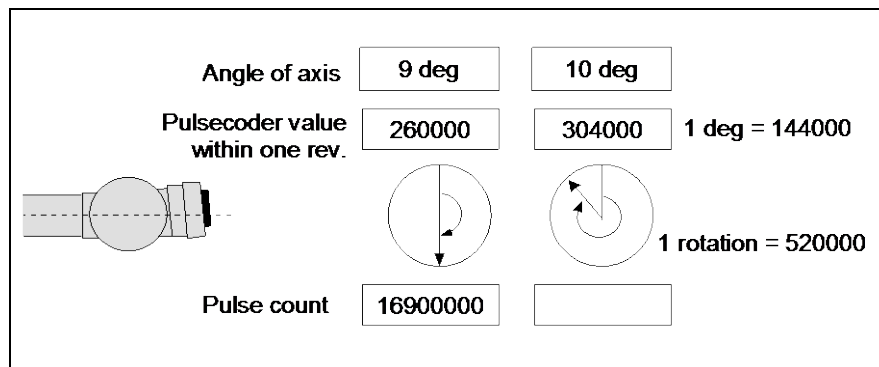 Angle of axis 9 deg 10 deg
Pulsecoder value
within one rev. 260000 304000 1 deg = 144000
1 rotation = 520000
Pulse count 16900000